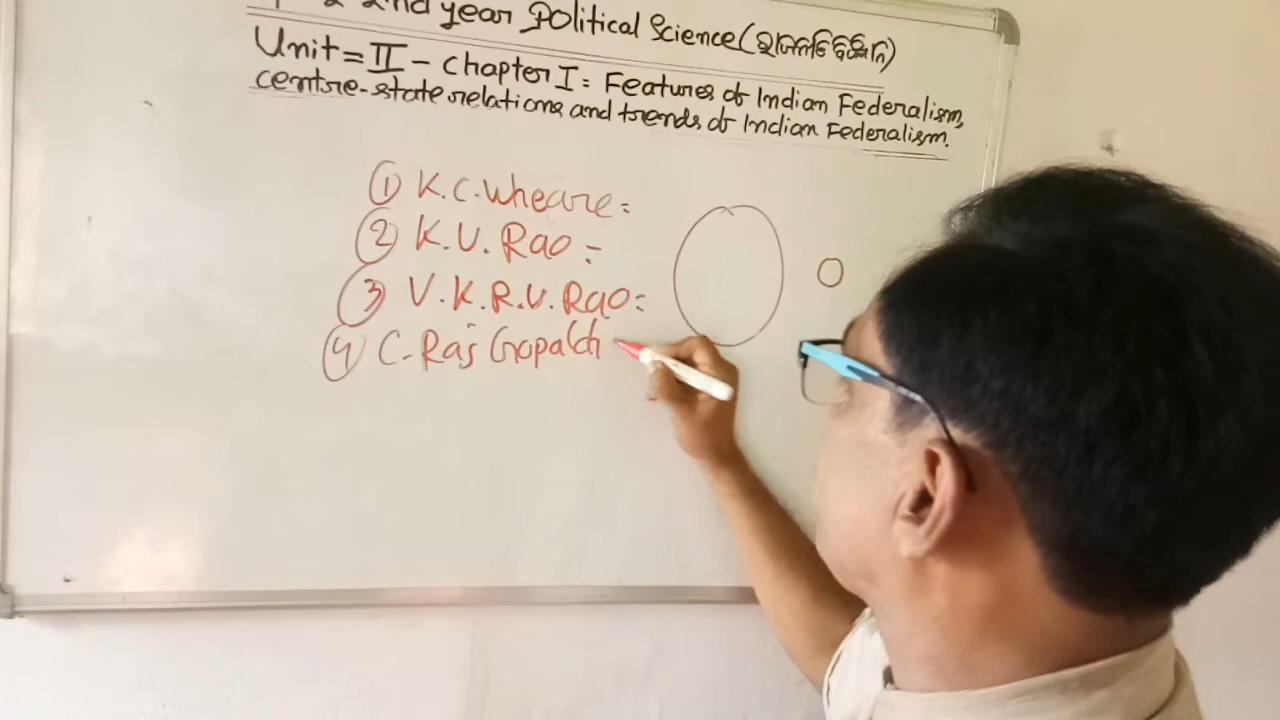 2nd year Political Science (ରାଜନୀତି ବିଜ୍ଞାନ)
Unit = II - Chapter I : Features of Indian Federalism,
centre-state relations and trends of Indian Federalism.
① K.C. Wheare =
② K.V. Rao =
③ V.K.R.V. Rao =
④ C. Raj Gopalch